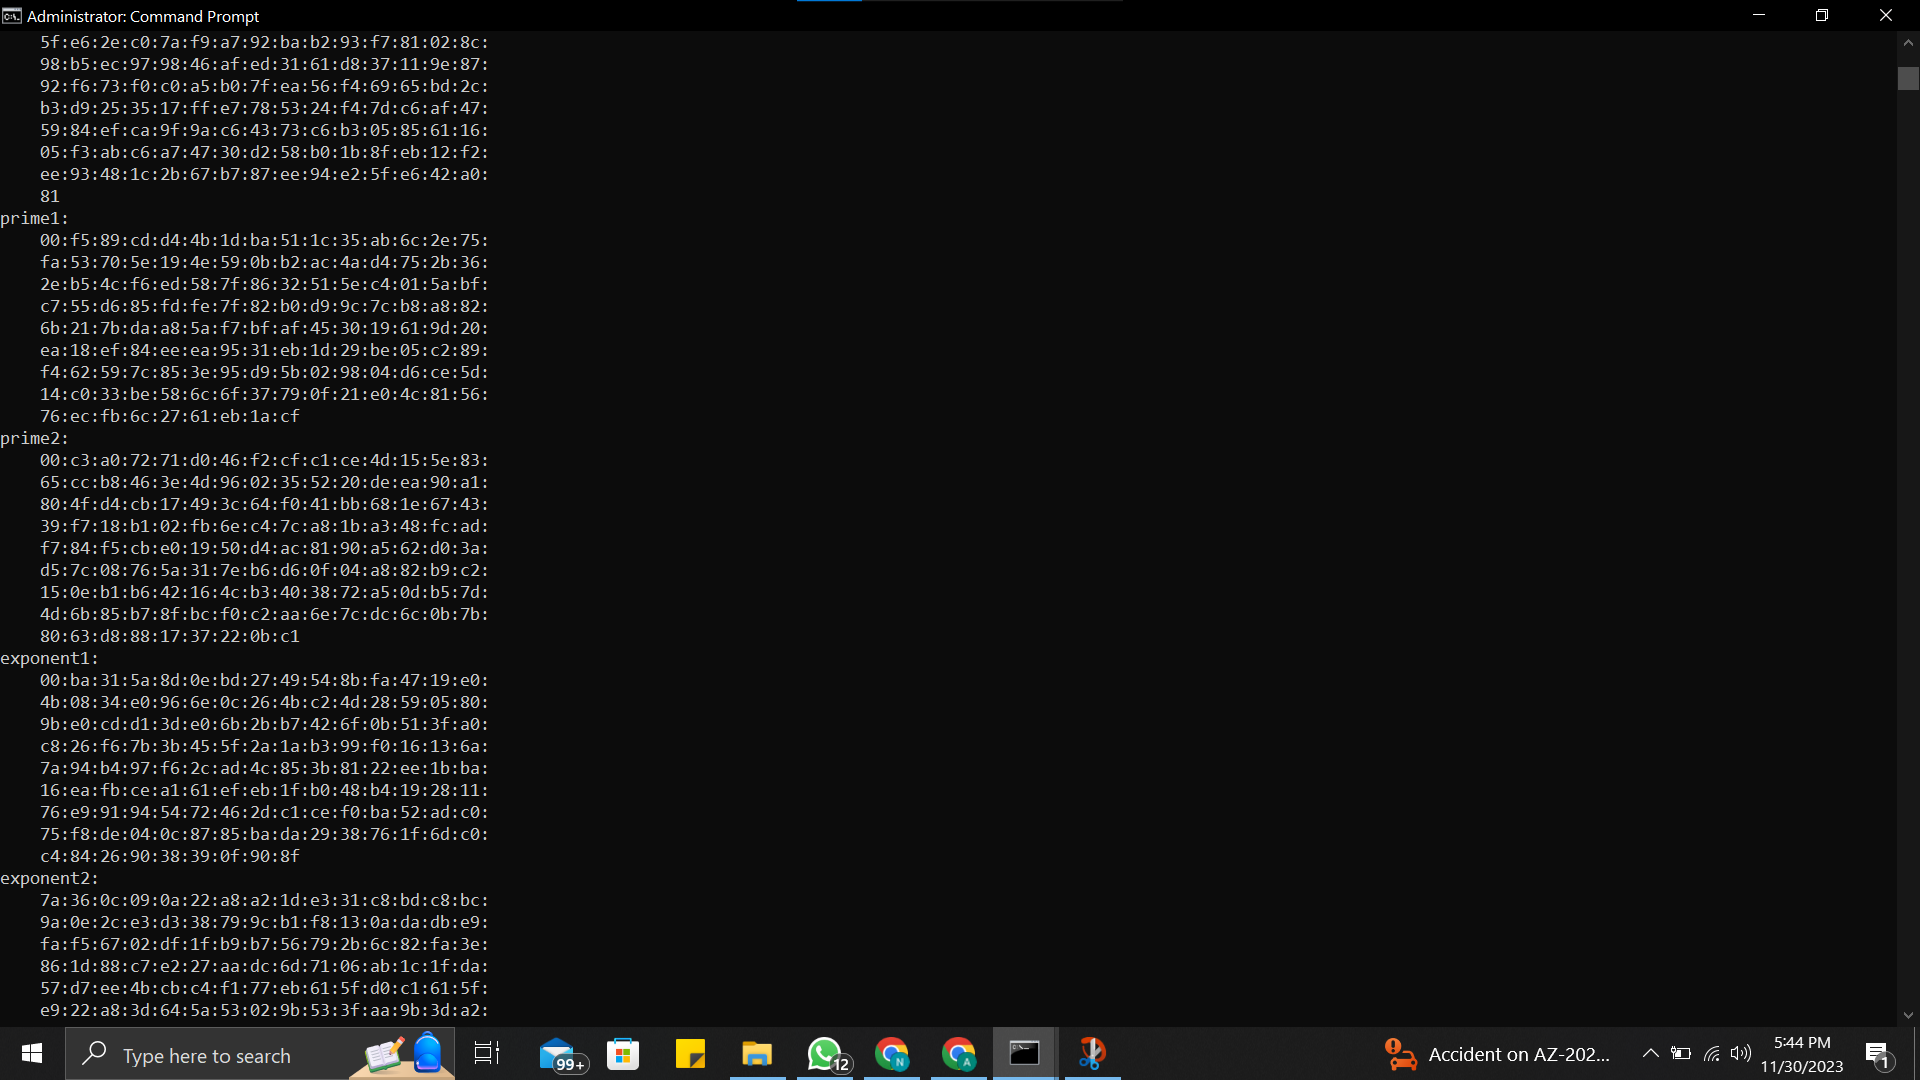 Administrator: Command Prompt
5f:e6:2e:c0:7a:f9:a7:92:ba:b2:93:f7:81:02:8c:
98:b5:ec:97:98:46:af:ed:31:61:d8:37:11:9e:87:
92:f6:73:f0:c0:a5:b0:7f:ea:56:f4:69:65:bd:2c:
b3:d9:25:35:17:ff:e7:78:53:24:f4:7d:c6:af:47:
59:84:ef:ca:9f:9a:c6:43:73:c6:b3:05:85:61:16:
05:f3:ab:c6:a7:47:30:d2:58:b0:1b:8f:eb:12:f2:
ee:93:48:1c:2b:67:b7:87:ee:94:e2:5f:e6:42:a0:
81
prime1:
00:f5:89:cd:d4:4b:1d:ba:51:1c:35:ab:6c:2e:75:
fa:53:70:5e:19:4e:59:0b:b2:ac:4a:d4:75:2b:36:
2e:b5:4c:f6:ed:58:7f:86:32:51:5e:c4:01:5a:bf:
c7:55:d6:85:fd:fe:7f:82:b0:d9:9c:7c:b8:a8:82:
6b:21:7b:da:a8:5a:f7:bf:af:45:30:19:61:9d:20:
ea:18:ef:84:ee:ea:95:31:eb:1d:29:be:05:c2:89:
f4:62:59:7c:85:3e:95:d9:5b:02:98:04:d6:ce:5d:
14:c0:33:be:58:6c:6f:37:79:0f:21:e0:4c:81:56:
76:ec:fb:6c:27:61:eb:1a:cf
prime2:
00:c3:a0:72:71:d0:46:f2:cf:c1:ce:4d:15:5e:83:
65:cc:b8:46:3e:4d:96:02:35:52:20:de:ea:90:a1:
80:4f:d4:cb:17:49:3c:64:f0:41:bb:68:1e:67:43:
39:f7:18:b1:02:fb:6e:c4:7c:a8:1b:a3:48:fc:ad:
f7:84:f5:cb:e0:19:50:d4:ac:81:90:a5:62:d0:3a:
d5:7c:08:76:5a:31:7e:b6:d6:0f:04:a8:82:b9:c2:
15:0e:b1:b6:42:16:4c:b3:40:38:72:a5:0d:b5:7d:
4d:6b:85:b7:8f:bc:f0:c2:aa:6e:7c:dc:6c:0b:7b:
80:63:d8:88:17:37:22:0b:c1
exponent1:
00:ba:31:5a:8d:0e:bd:27:49:54:8b:fa:47:19:e0:
4b:08:34:e0:96:6e:0c:26:4b:c2:4d:28:59:05:80:
9b:e0:cd:d1:3d:e0:6b:2b:b7:42:6f:0b:51:3f:a0:
c8:26:f6:7b:3b:45:5f:2a:1a:b3:99:f0:16:13:6a:
7a:94:b4:97:f6:2c:ad:4c:85:3b:81:22:ee:1b:ba:
16:ea:fb:ce:a1:61:ef:eb:1f:b0:48:b4:19:28:11:
76:e9:91:94:54:72:46:2d:c1:ce:f0:ba:52:ad:c0:
75:f8:de:04:0c:87:85:ba:da:29:38:76:1f:6d:c0:
c4:84:26:90:38:39:0f:90:8f
exponent2:
7a:36:0c:09:0a:22:a8:a2:1d:e3:31:c8:bd:c8:bc:
9a:0e:2c:e3:d3:38:79:9c:b1:f8:13:0a:da:db:e9:
fa:f5:67:02:df:1f:b9:b7:56:79:2b:6c:82:fa:3e:
86:1d:88:c7:e2:27:aa:dc:6d:71:06:ab:1c:1f:da:
57:d7:ee:4b:cb:c4:f1:77:eb:61:5f:d0:c1:61:5f:
e9:22:a8:3d:64:5a:53:02:9b:53:3f:aa:9b:3d:a2:
Type here to search
99+
12
N
A
Accident on AZ-202...
5:44 PM
11/30/2023
1